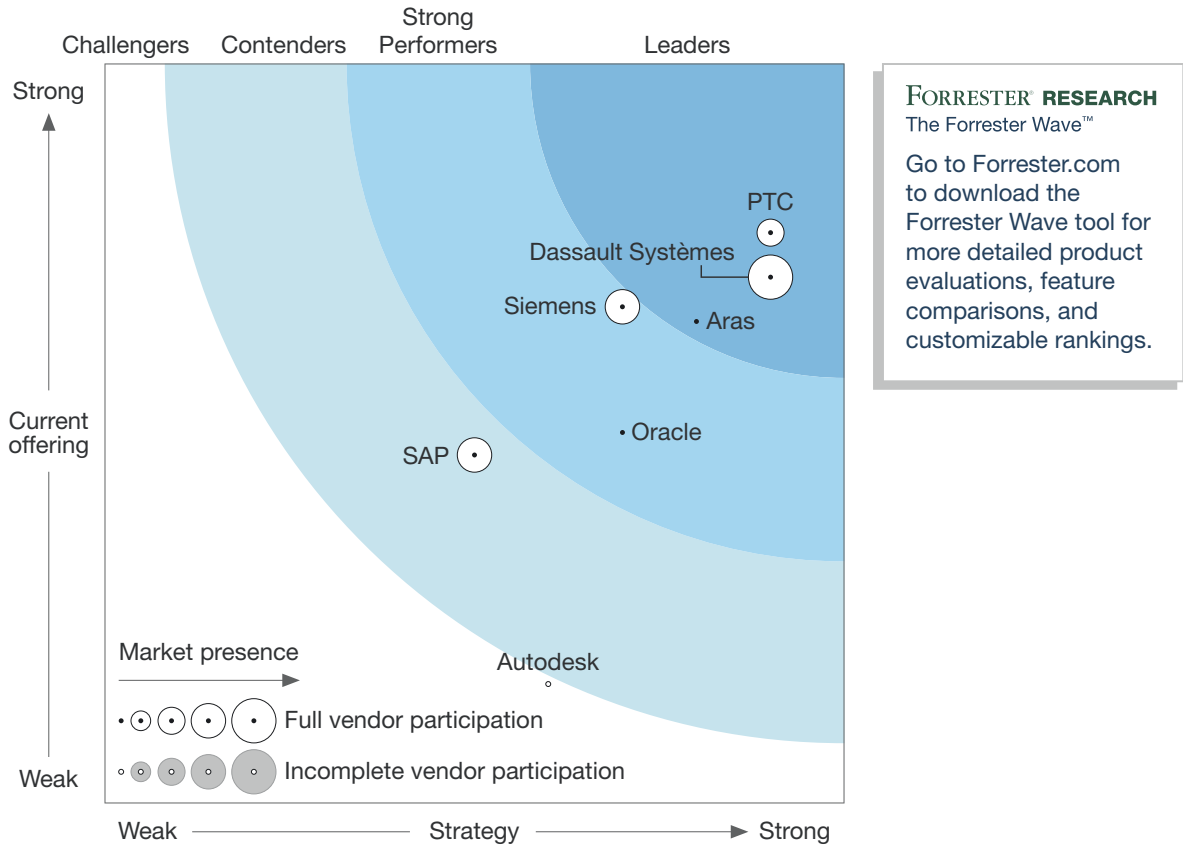 Challengers
Contenders
Strong
Performers
Leaders
Strong
Current
offering
Weak
PTC
Dassault Systèmes
Siemens
Aras
Oracle
SAP
Autodesk
Market presence
Full vendor participation
Incomplete vendor participation
Weak
Strategy
Strong
FORRESTER® RESEARCH
The Forrester Wave™
Go to Forrester.com
to download the
Forrester Wave tool for
more detailed product
evaluations, feature
comparisons, and
customizable rankings.